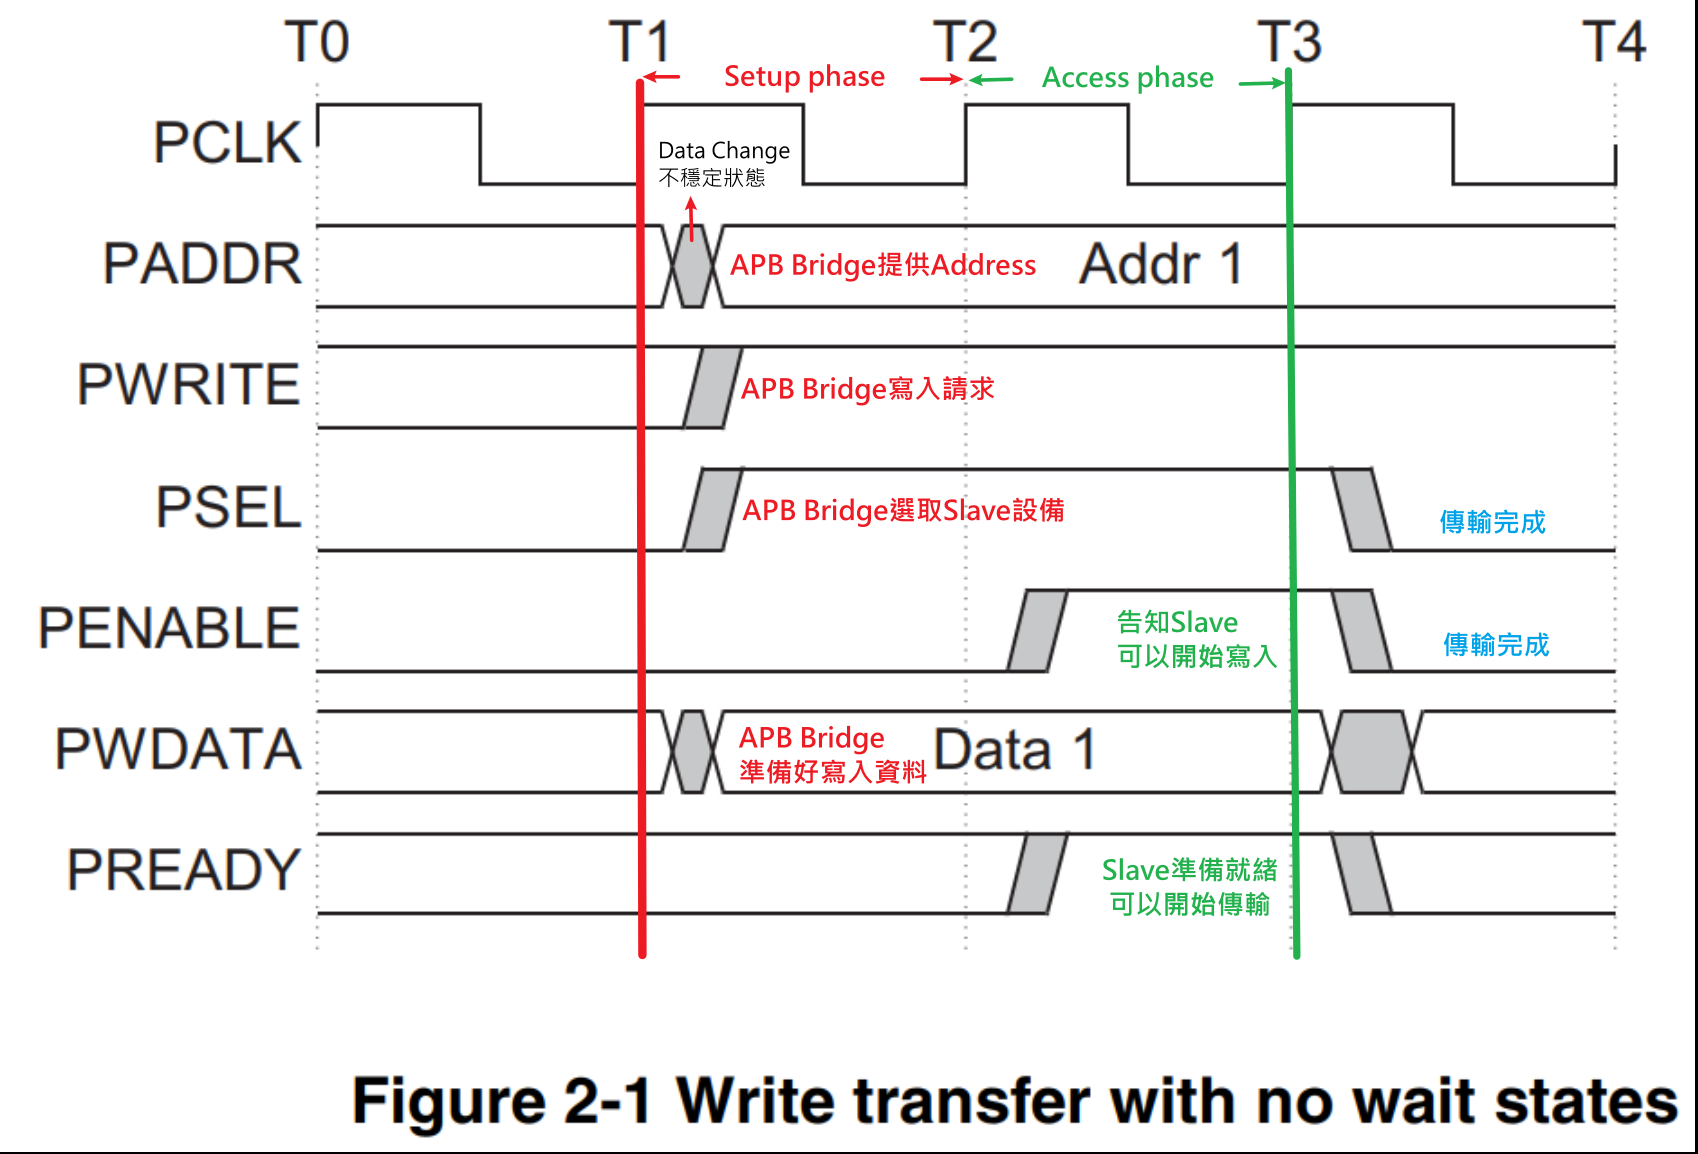 T0 T1 T2 T3 T4
Setup phase Access phase
PCLK
Data Change
不穩定狀態
PADDR
APB Bridge提供Address
Addr 1
PWRITE
APB Bridge寫入請求
PSEL
APB Bridge選取Slave設備
傳輸完成
PENABLE
告知Slave
可以開始寫入
傳輸完成
PWDATA
APB Bridge
準備好寫入資料
Data 1
PREADY
Slave準備就緒
可以開始傳輸
Figure 2-1 Write transfer with no wait states